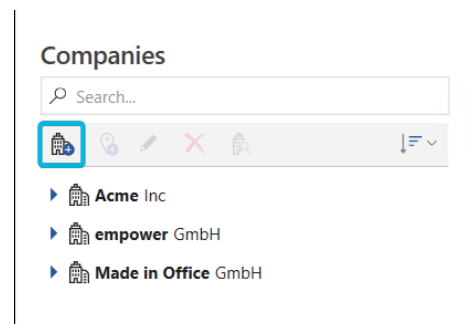 Companies
Search...
Acme Inc
empower GmbH
Made in Office GmbH